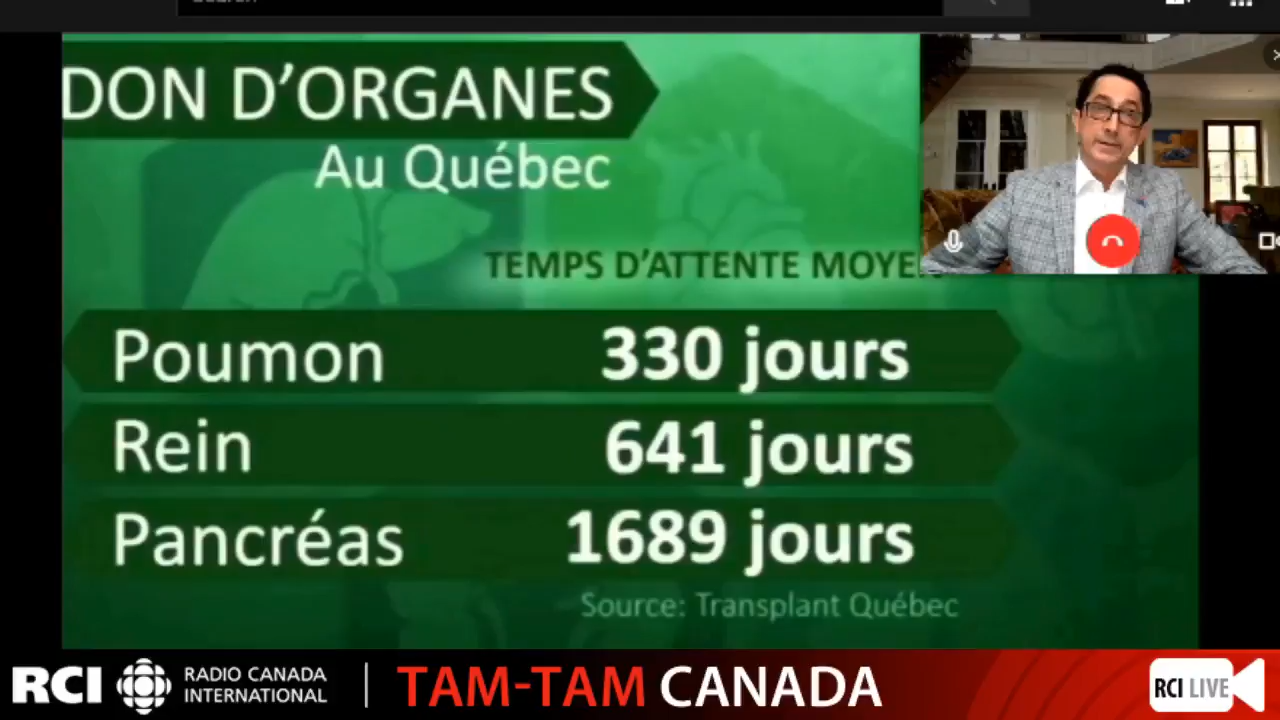 DON D'ORGANES
Au Québec
TEMPS D'ATTENTE MOYEN
Poumon 330 jours
Rein 641 jours
Pancréas 1689 jours
Source: Transplant Québec
RCI RADIO CANADA INTERNATIONAL | TAM-TAM CANADA RCI LIVE